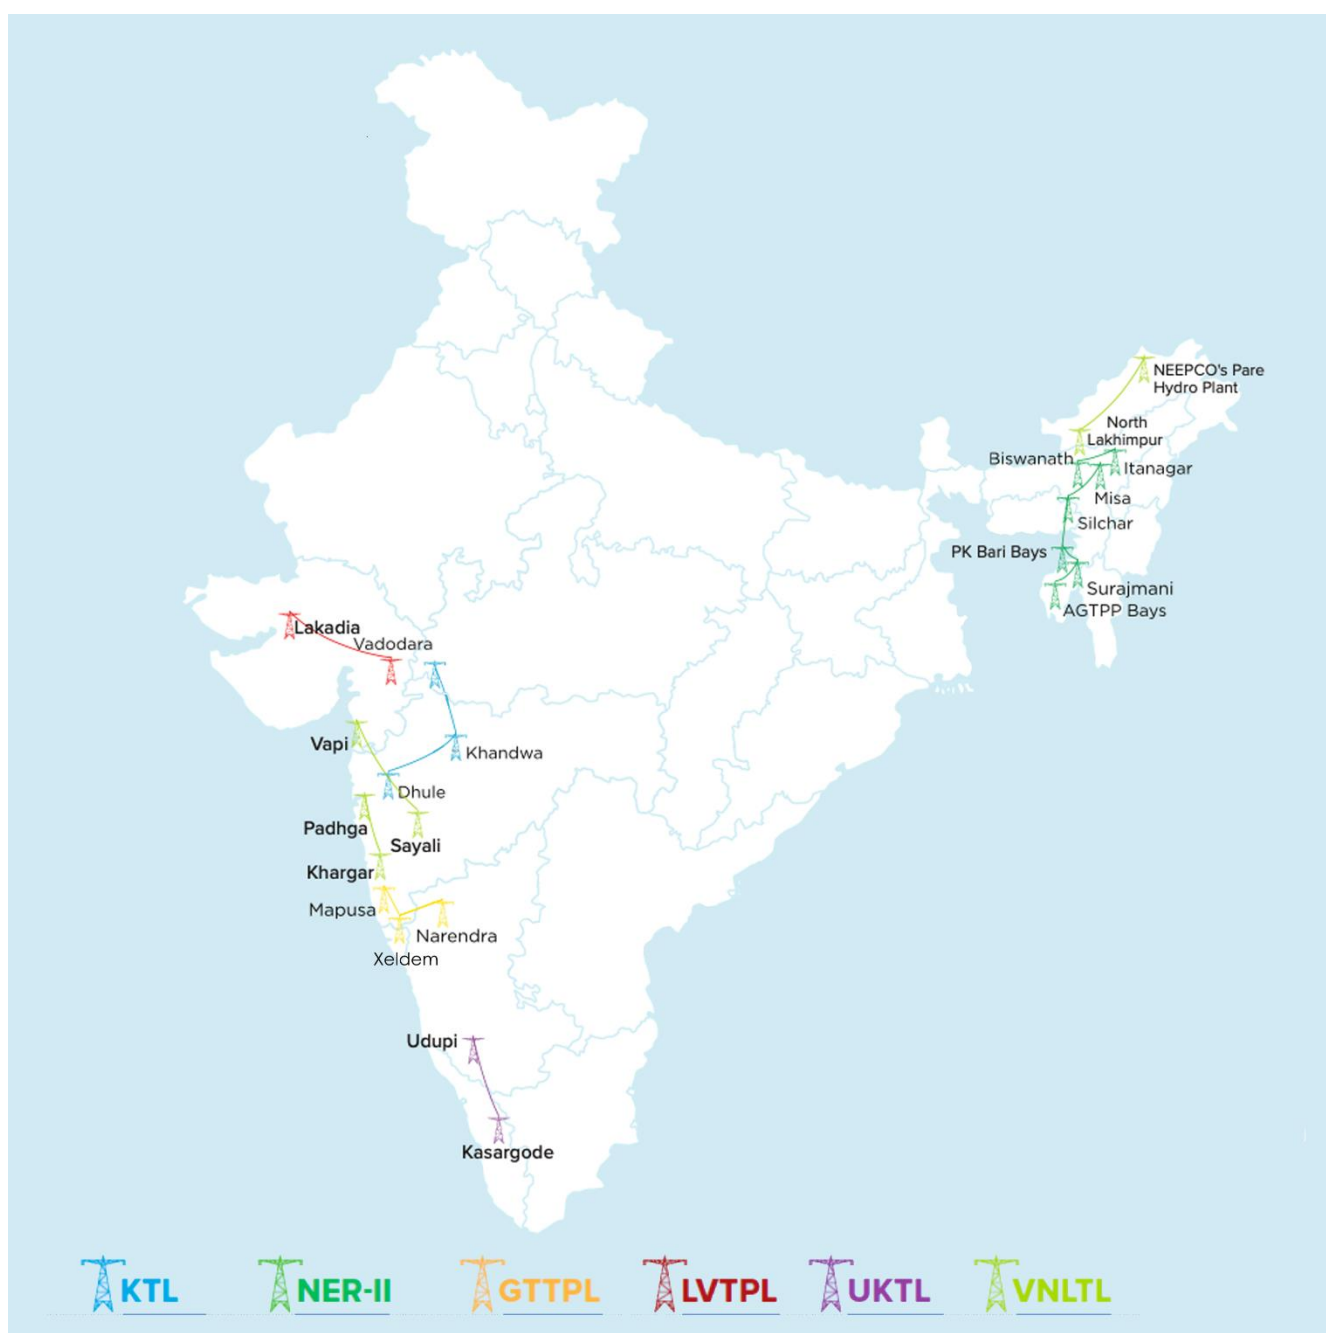 NEEPCO's Pare
Hydro Plant
North
Lakhimpur
Biswanath
Itanagar
Misa
Silchar
PK Bari Bays
Surajmani
AGTPP Bays
Lakadia
Vadodara
Vapi
Khandwa
Dhule
Padhga
Sayali
Khargar
Mapusa
Narendra
Xeldem
Udupi
Kasargode
KTL NER-II GTTPL LVTPL UKTL VNLTL